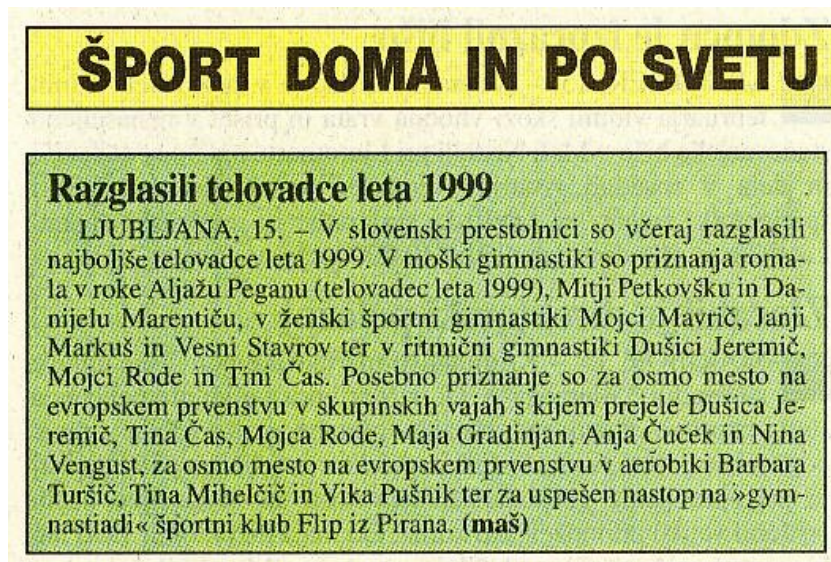 ŠPORT DOMA IN PO SVETU
Razglasili telovadce leta 1999
LJUBLJANA, 15. – V slovenski prestolnici so včeraj razglasili
najboljše telovadce leta 1999. V moški gimnastiki so priznanja roma-
la v roke Aljažu Peganu (telovadec leta 1999), Mitji Petkovšku in Da-
nijelu Marentiču, v ženski športni gimnastiki Mojci Mavrič, Janji
Markuš in Vesni Stavrov ter v ritmični gimnastiki Dušici Jeremič,
Mojci Rode in Tini Čas. Posebno priznanje so za osmo mesto na
evropskem prvenstvu v skupinskih vajah s kijem prejele Dušica Je-
remič, Tina Čas, Mojca Rode, Maja Gradinjan, Anja Čuček in Nina
Vengust, za osmo mesto na evropskem prvenstvu v aerobiki Barbara
Turšič, Tina Mihelčič in Vika Pušnik ter za uspešen nastop na »gym-
nastiadi« športni klub Flip iz Pirana. (maš)